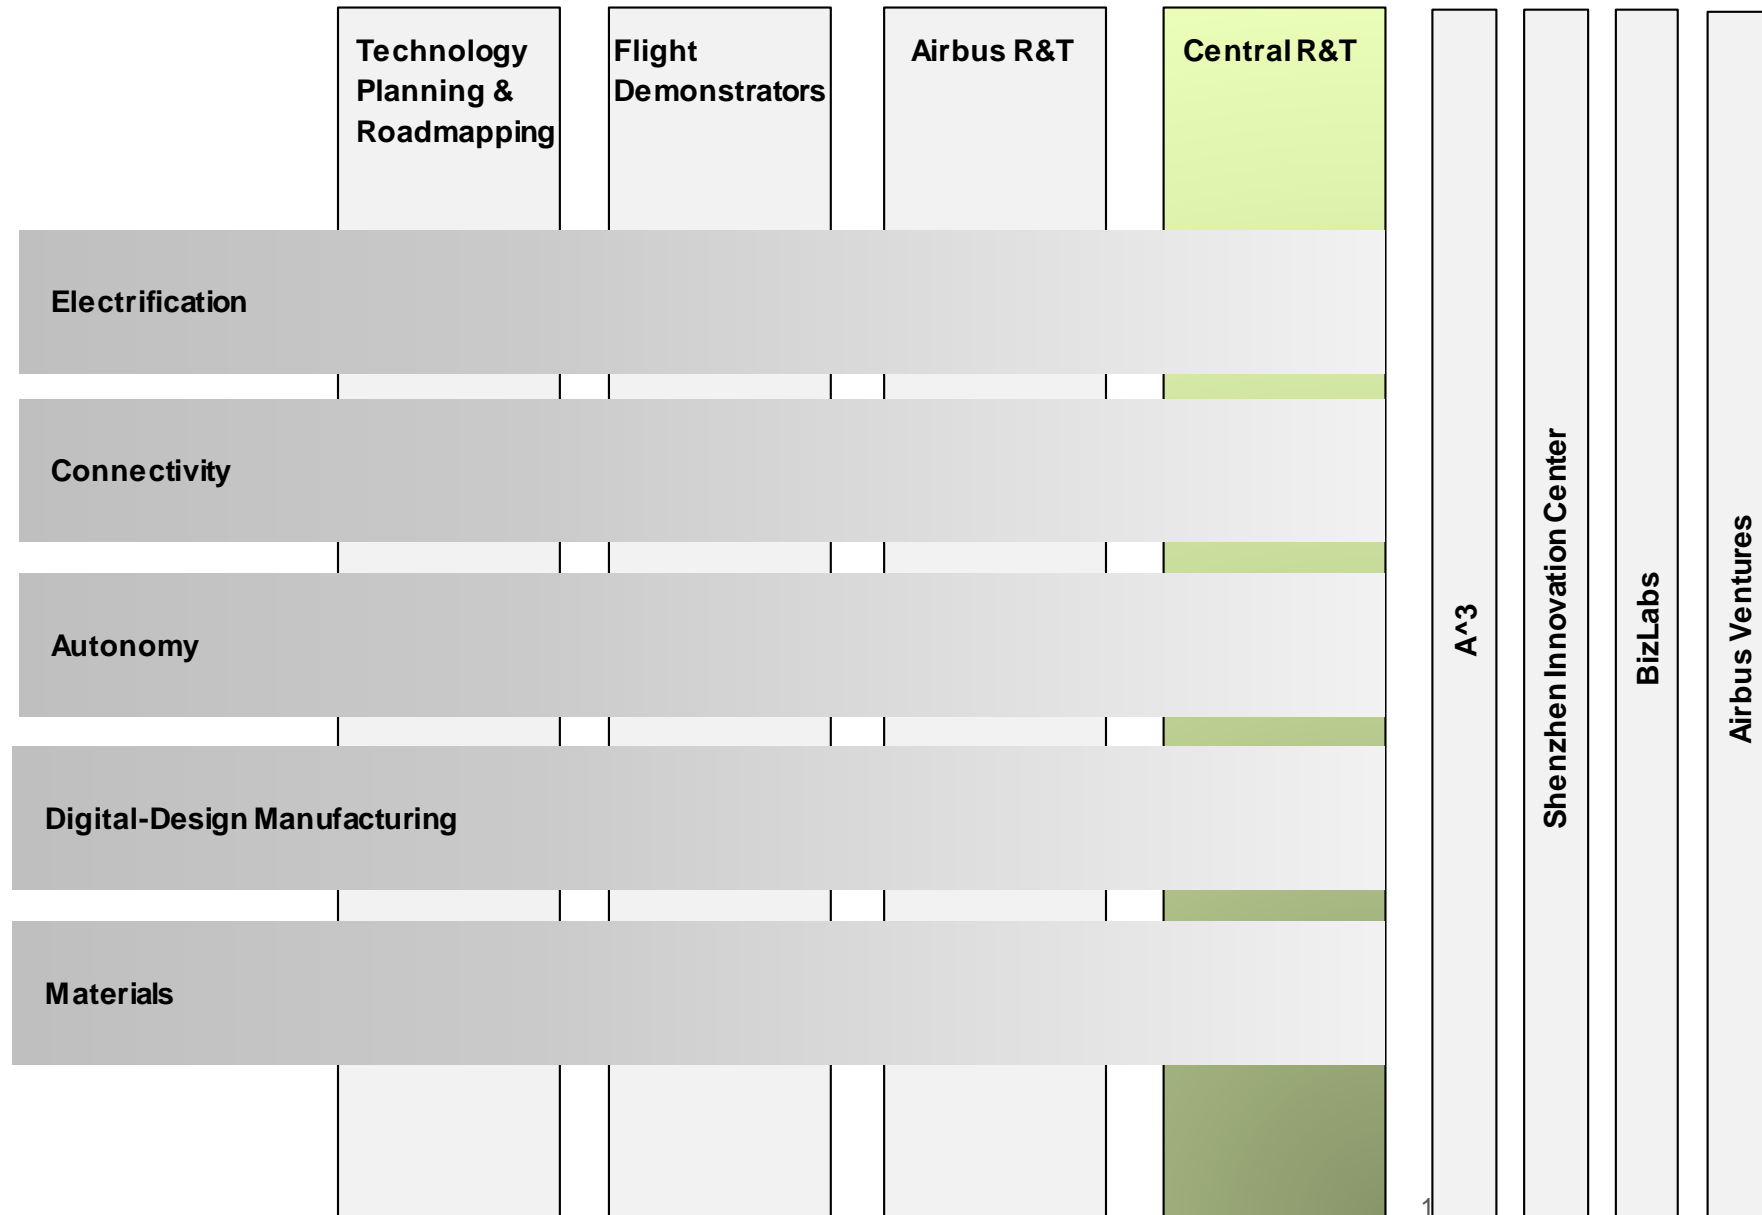 Technology
Planning &
Roadmapping
Flight
Demonstrators
Airbus R&T
Central R&T
Electrification
Connectivity
Autonomy
Digital-Design Manufacturing
Materials
A^3
Shenzhen Innovation Center
BizLabs
Airbus Ventures
1